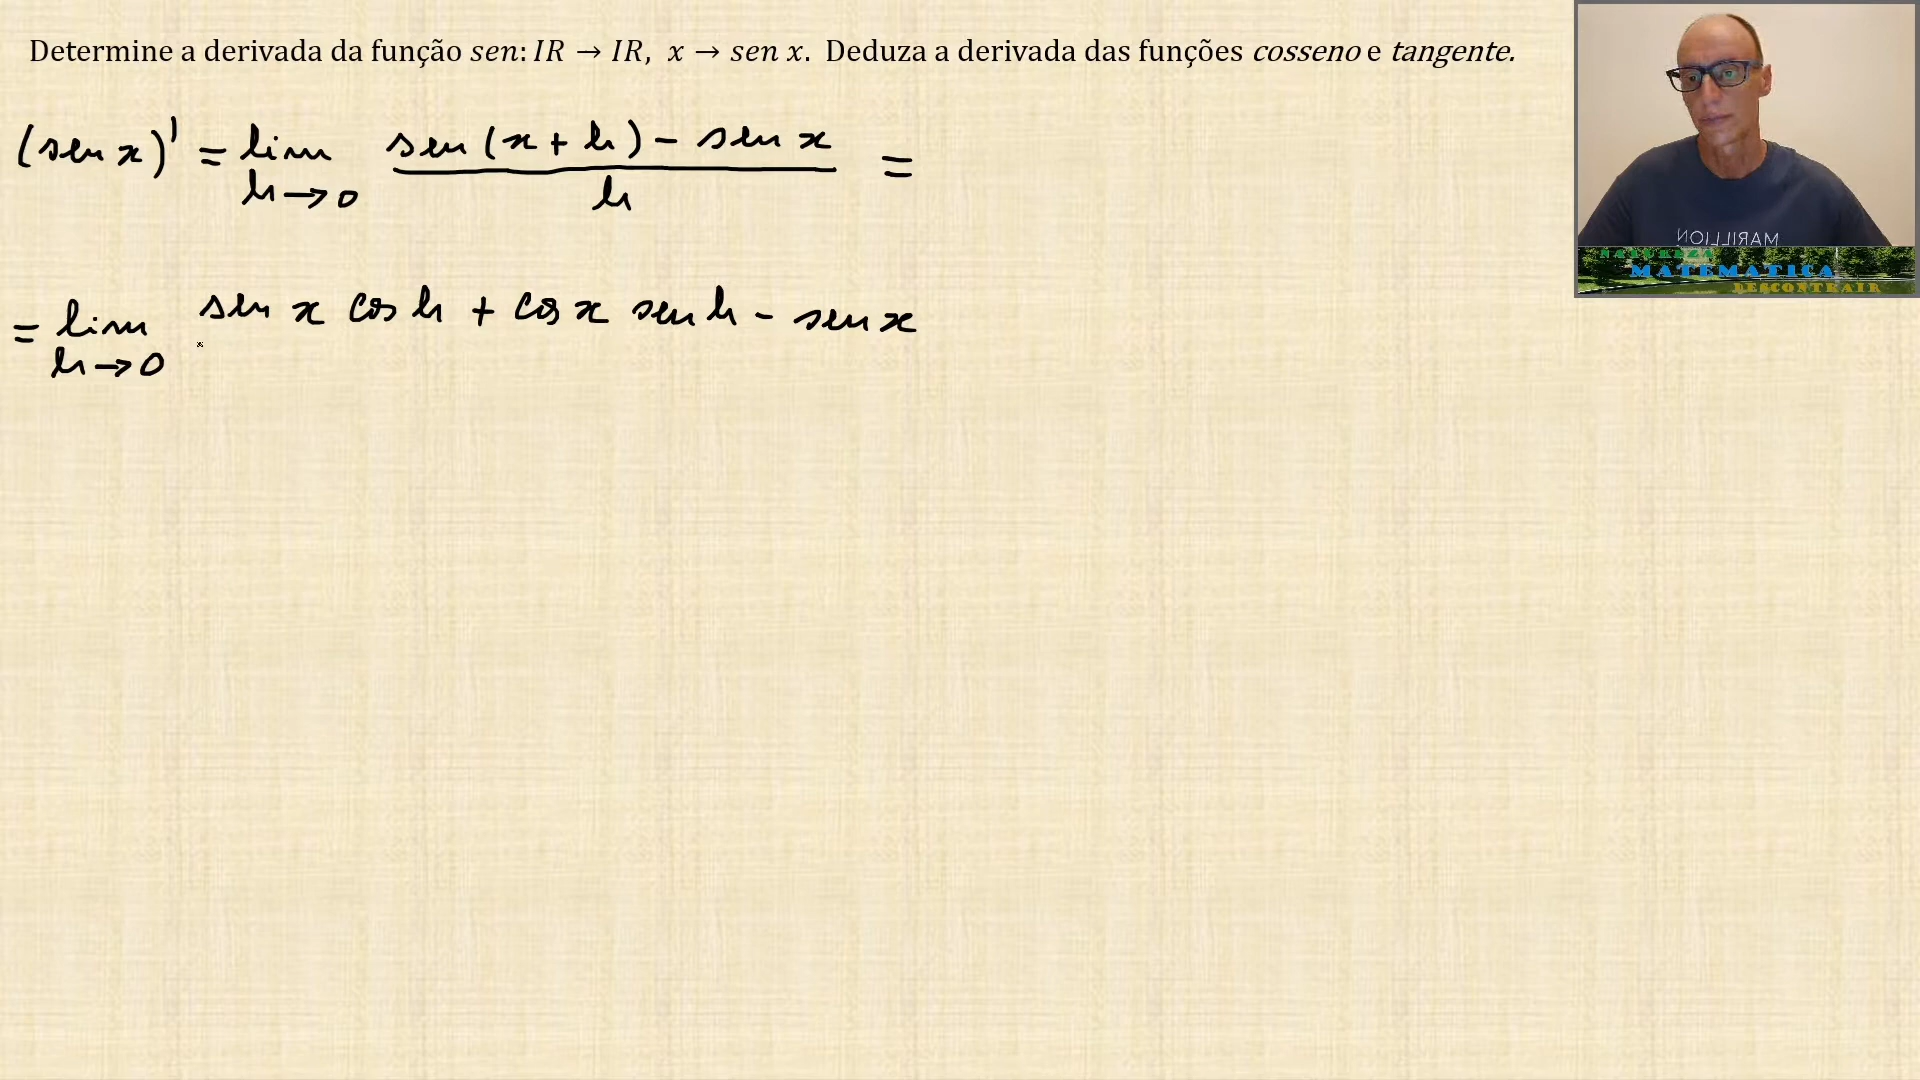 Determine a derivada da função sen: IR → IR, x → sen x. Deduza a derivada das funções cosseno e tangente.
(sen x)' = lim h→0 (sen (x + h) - sen x) / h =
= lim h→0 sen x cos h + cos x sen h - sen x
MARILLION
NATUREZA
MATEMATICA
DESCONTRAIR